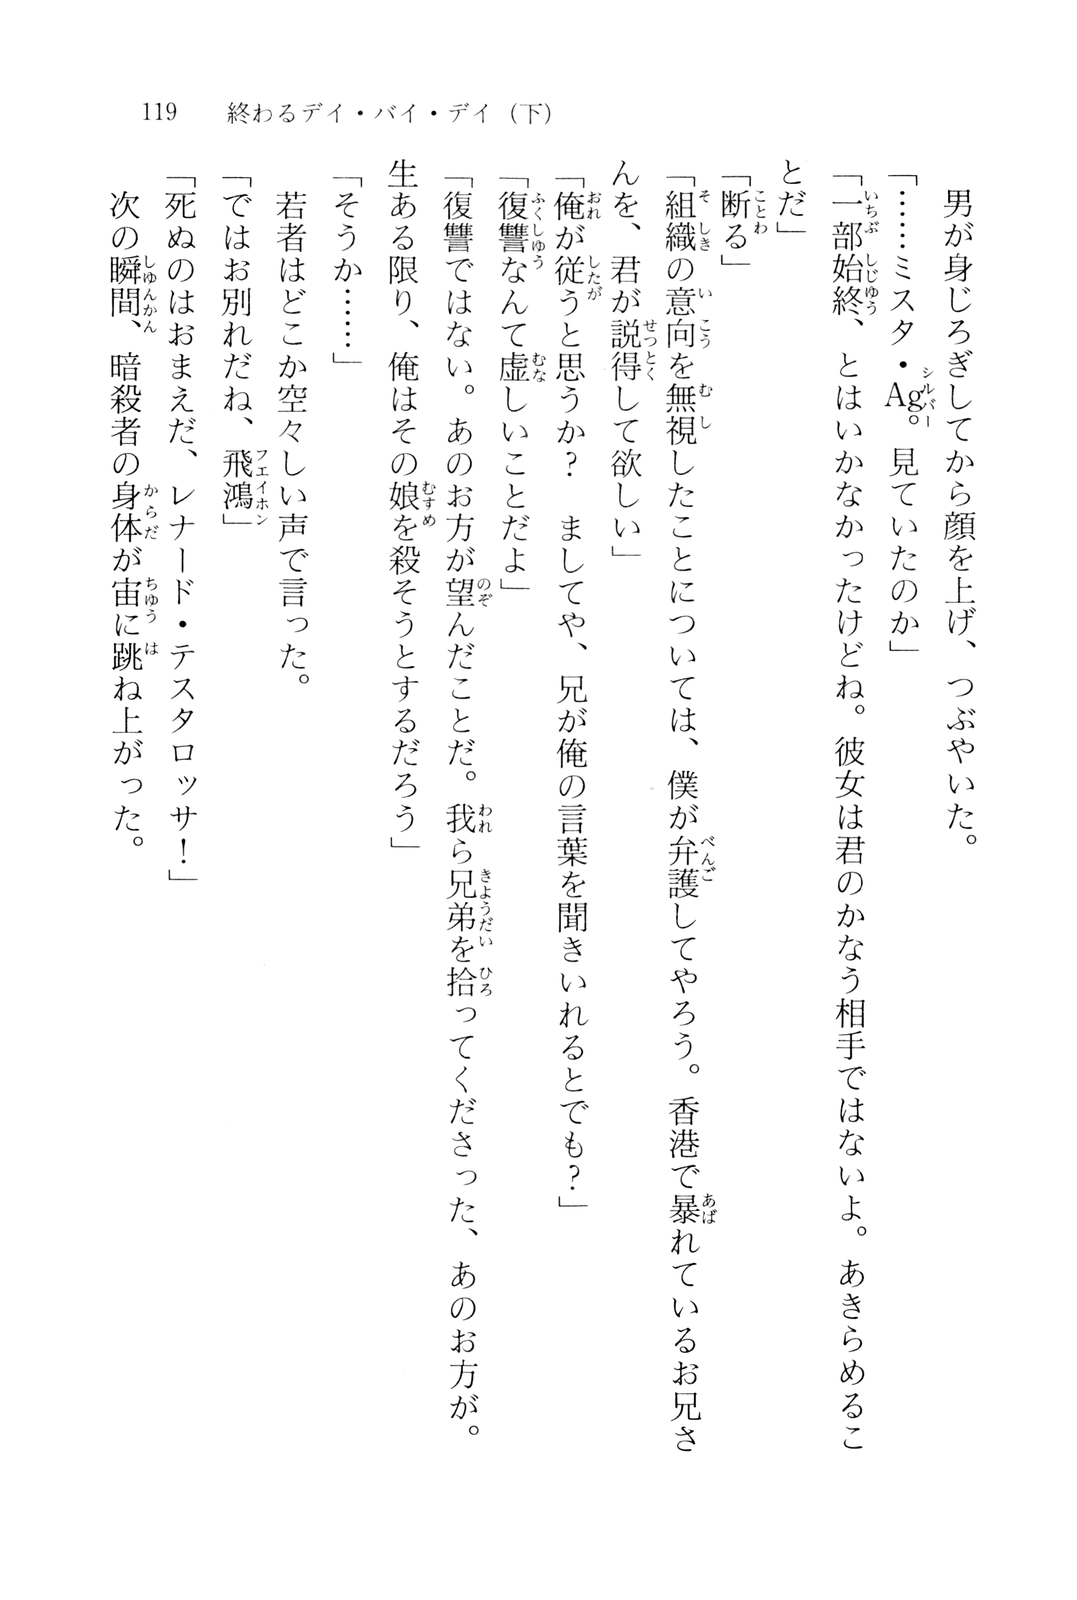 119　終わるデイ・バイ・デイ（下）
　男が身じろぎしてから顔を上げ、つぶやいた。
「……ミスタ・Ag。見ていたのか」
「一部始終、とはいかなかったけどね。彼女は君のかなう相手ではないよ。あきらめるこ
とだ」
「断る」
「組織の意向を無視したことについては、僕が弁護してやろう。香港で暴れているお兄さ
んを、君が説得して欲しい」
「俺が従うと思うか？　ましてや、兄が俺の言葉を聞きいれるとでも？」
「復讐なんて虚しいことだよ」
「復讐ではない。あのお方が望んだことだ。我ら兄弟を拾ってくださった、あのお方が。
生ある限り、俺はその娘を殺そうとするだろう」
「そうか……」
　若者はどこか空々しい声で言った。
「ではお別れだね、飛鴻」
「死ぬのはおまえだ、レナード・テスタロッサ！」
　次の瞬間、暗殺者の身体が宙に跳ね上がった。